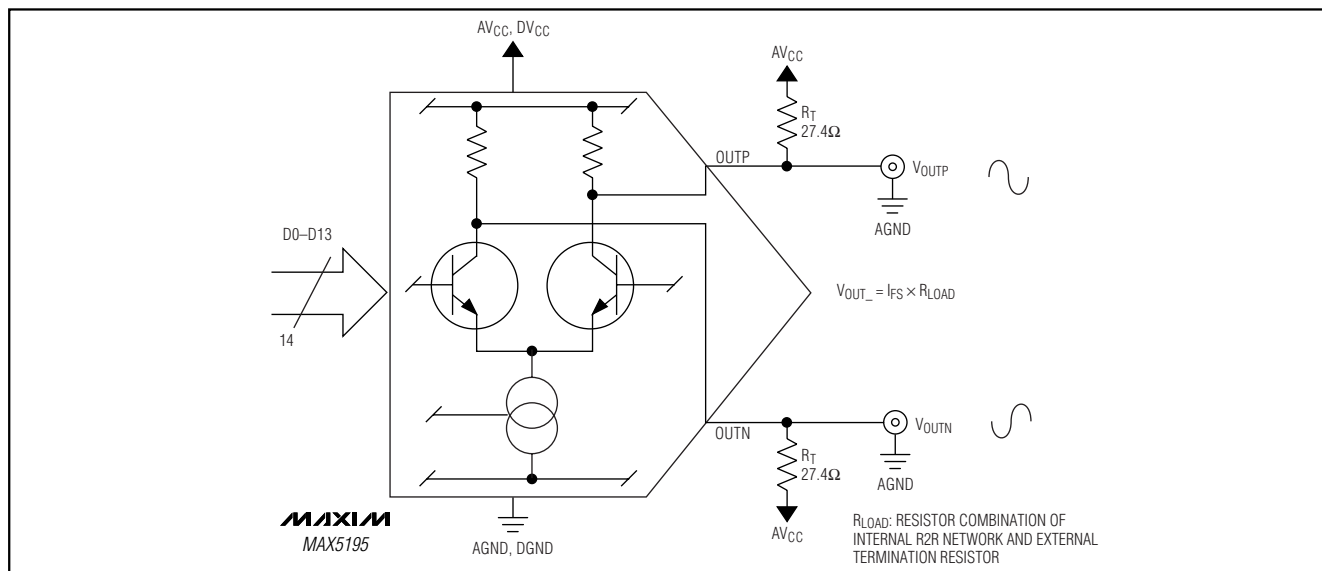 AVCC, DVCC
AVCC
RT
27.4Ω
OUTP
VOUTP
AGND
D0–D13
14
VOUT_ = IFS × RLOAD
OUTN
VOUTN
RT
27.4Ω
AGND
AVCC
MAXIM
MAX5195
AGND, DGND
RLOAD: RESISTOR COMBINATION OF
INTERNAL R2R NETWORK AND EXTERNAL
TERMINATION RESISTOR